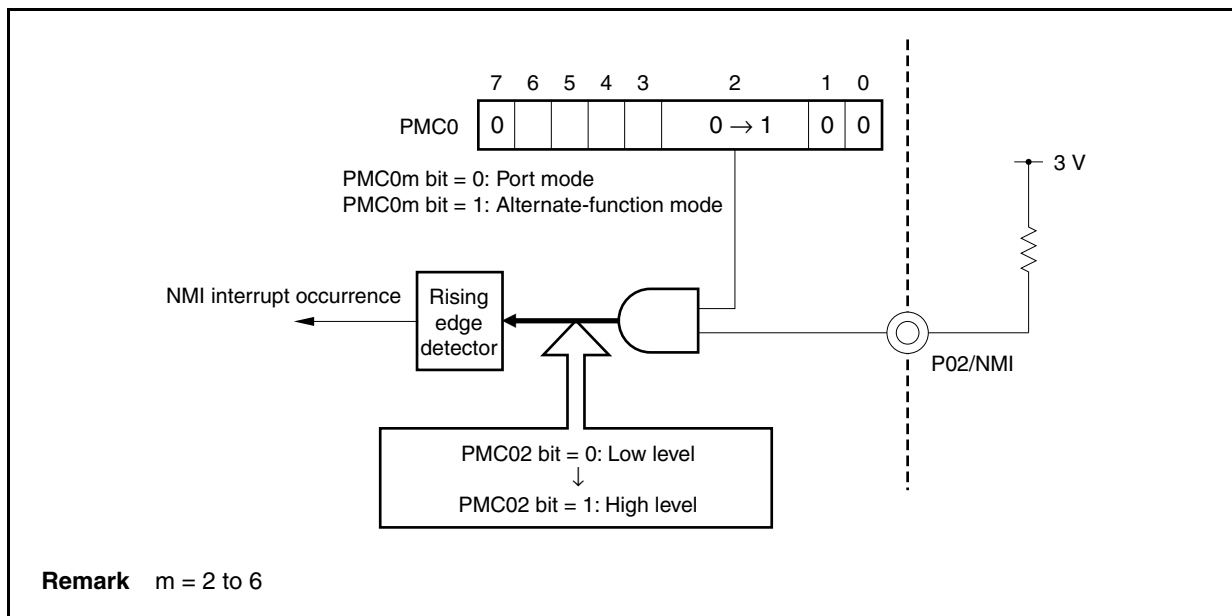 7 6 5 4 3 2 1 0
PMC0 0 0 → 1 0 0
3 V
PMC0m bit = 0: Port mode
PMC0m bit = 1: Alternate-function mode
NMI interrupt occurrence
Rising
edge
detector
P02/NMI
PMC02 bit = 0: Low level
↓
PMC02 bit = 1: High level
Remark m = 2 to 6